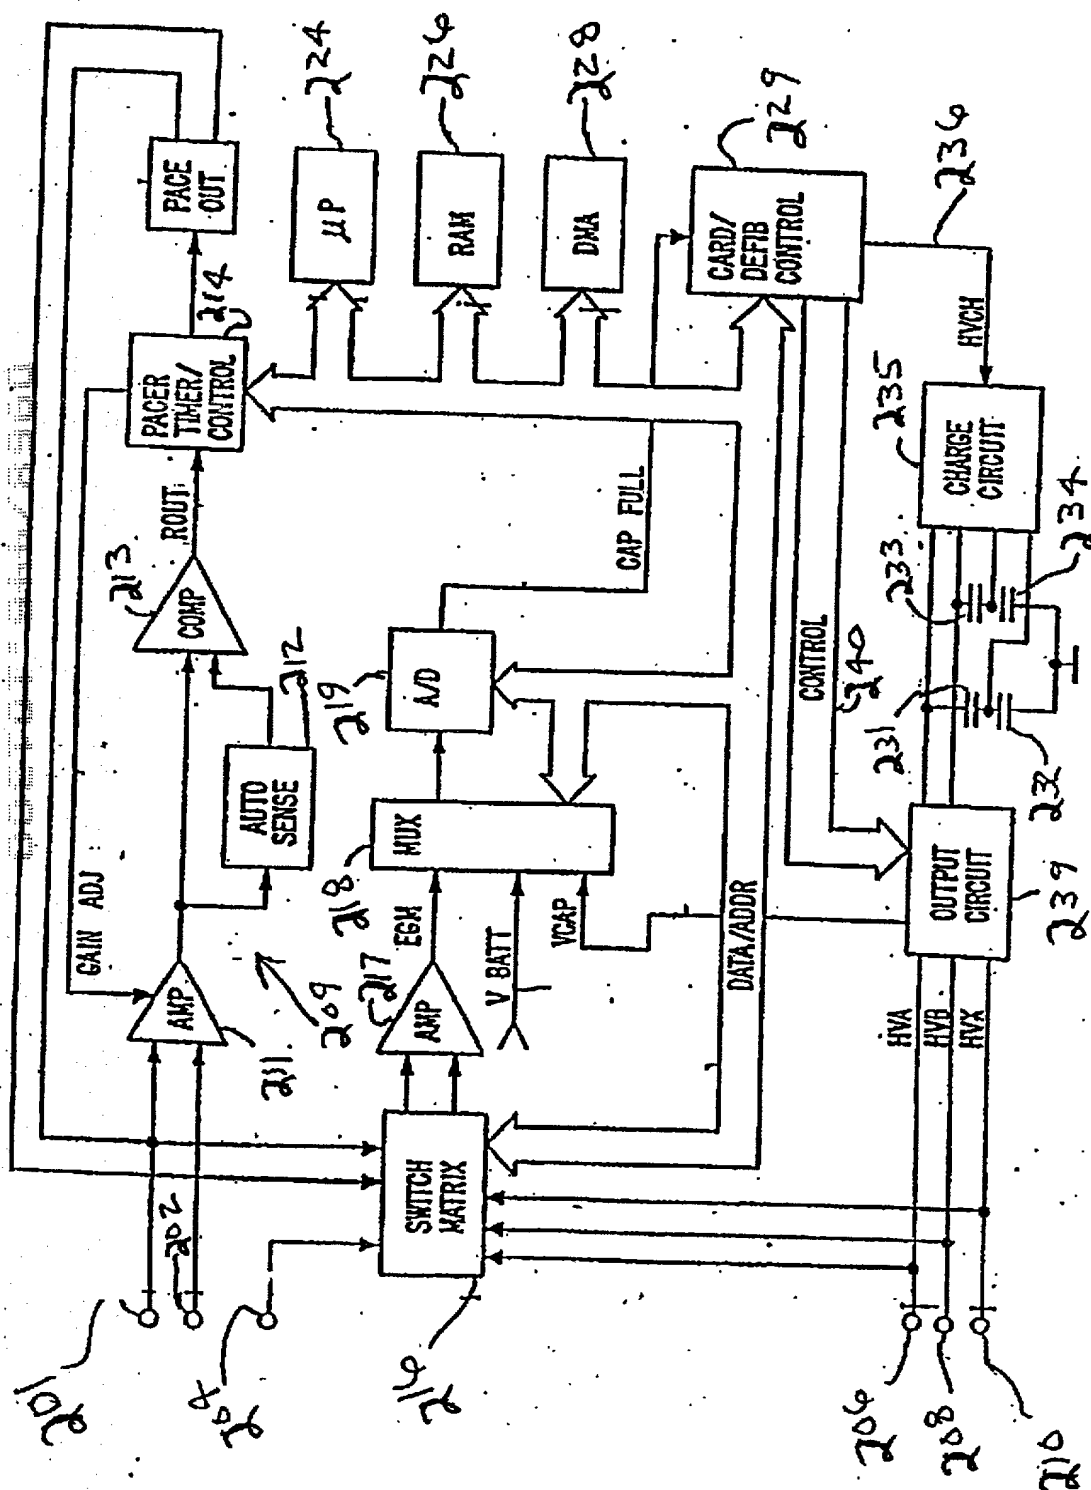 201
202
204
216
206
208
210
GAIN ADJ
AMP
211
209
AUTO
SENSE
212
COMP
213
ROUT
PACER
TIMER/
CONTROL
214
PACE
OUT
SWITCH
MATRIX
AMP
217
EGM
V BATT
VCAP
MUX
218
A/D
219
CAP FULL
DATA/ADDR
μP
224
RAM
226
DMA
228
CARD/
DEFIB
CONTROL
229
236
HVCH
CHARGE
CIRCUIT
235
233
234
231
232
CONTROL
240
OUTPUT
CIRCUIT
239
HVA
HVB
HVX